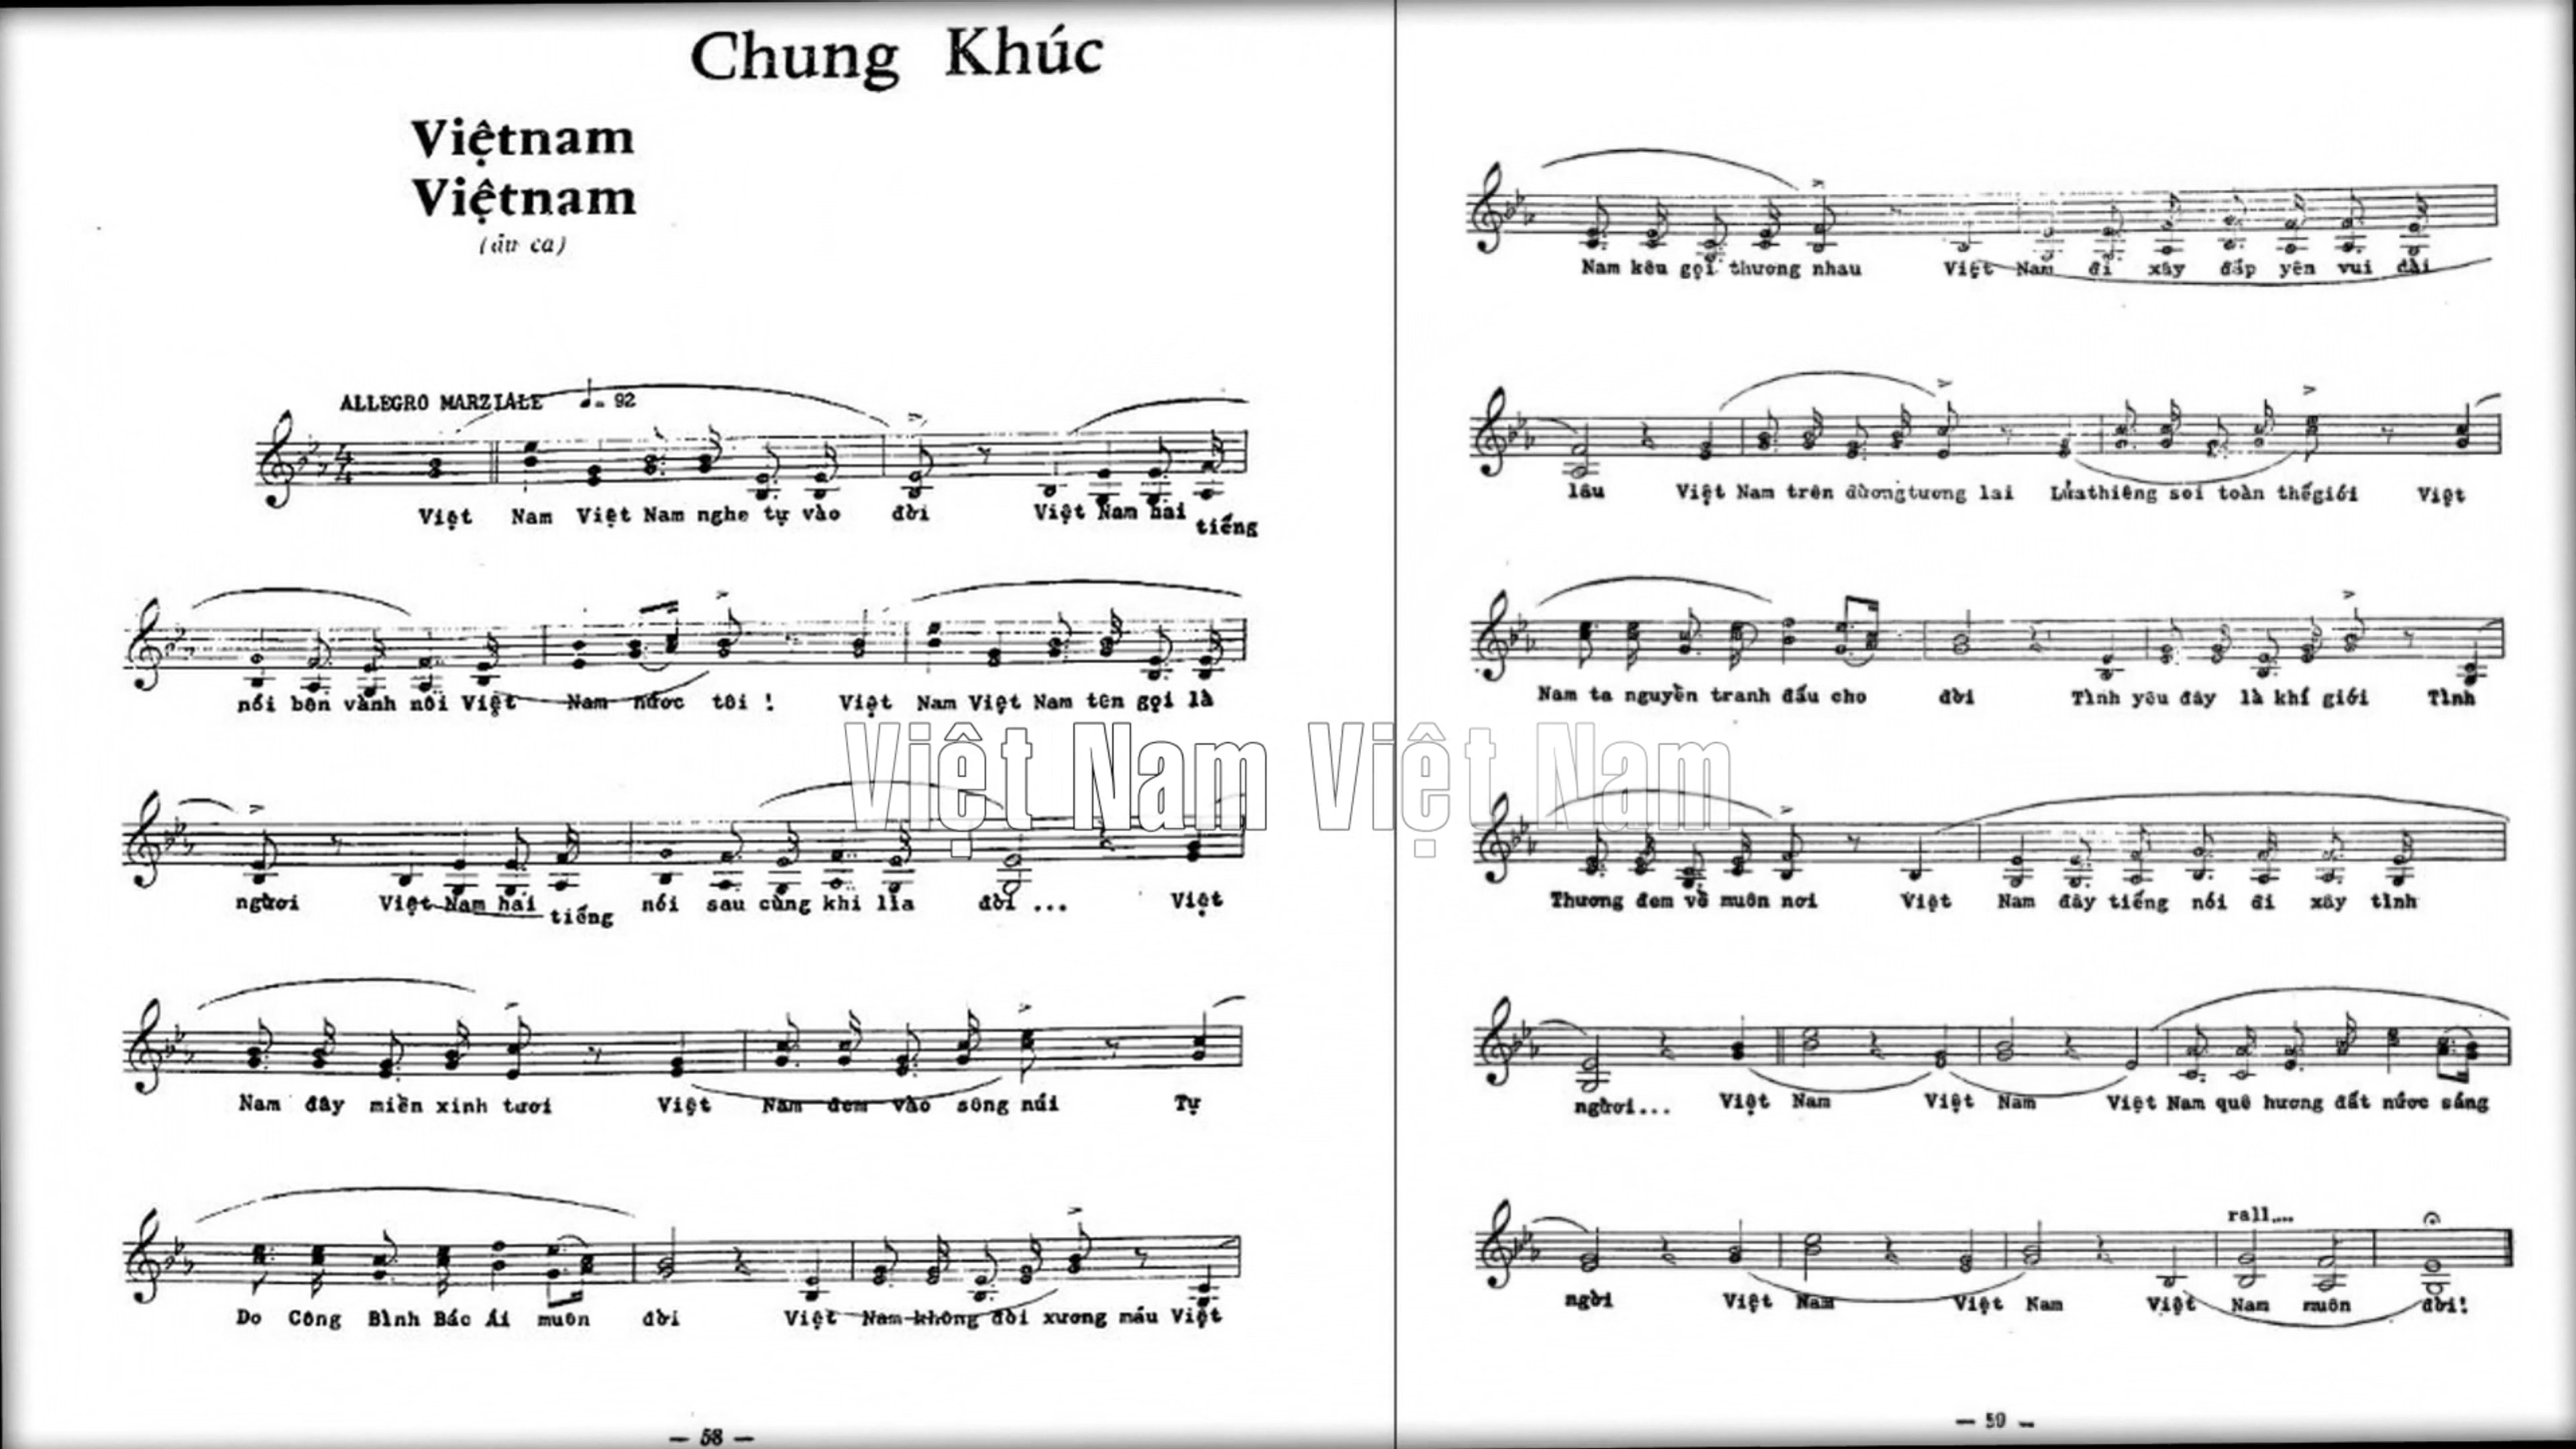 Chung Khúc
Việtnam
Việtnam
(âu ca)
ALLEGRO MARZIALE ♩= 92
Việt Nam Việt Nam nghe tự vào đời Việt Nam hai tiếng
nói bên vành nôi Việt Nam nước tôi ! Việt Nam Việt Nam tên gọi là
người Việt Nam hai tiếng nói sau cùng khi lìa đời ... Việt
Nam đây miền xinh tươi Việt Nam đem vào sông núi Tự
Do Công Bình Bác Ái muôn đời Việt Nam không đòi xương máu Việt
— 58 —
Nam kêu gọi thương nhau Việt Nam đi xây đắp yên vui dài
lâu Việt Nam trên đường tương lai Lửa thiêng soi toàn thế giới Việt
Nam ta nguyền tranh đấu cho đời Tình yêu đây là khí giới Tình
Thương đem về muôn nơi Việt Nam đây tiếng nói đi xây tình
người... Việt Nam Việt Nam Việt Nam quê hương đất nước sáng
rall....
ngời Việt Nam Việt Nam Việt Nam muôn đời!
— 59 —
Việt Nam Việt Nam